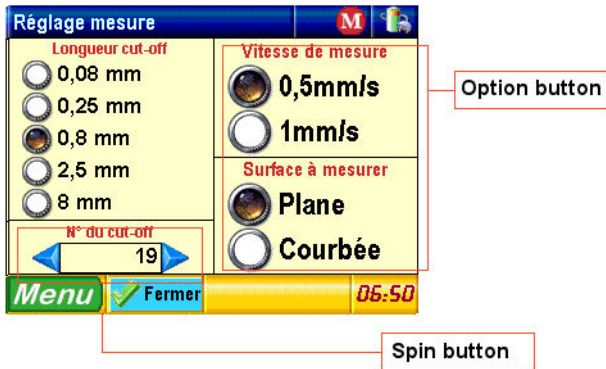 Réglage mesure
M
Longueur cut-off
0,08 mm
0,25 mm
0,8 mm
2,5 mm
8 mm
N° du cut-off
19
Vitesse de mesure
0,5mm/s
1mm/s
Surface à mesurer
Plane
Courbée
Menu
Fermer
06:50
Option button
Spin button